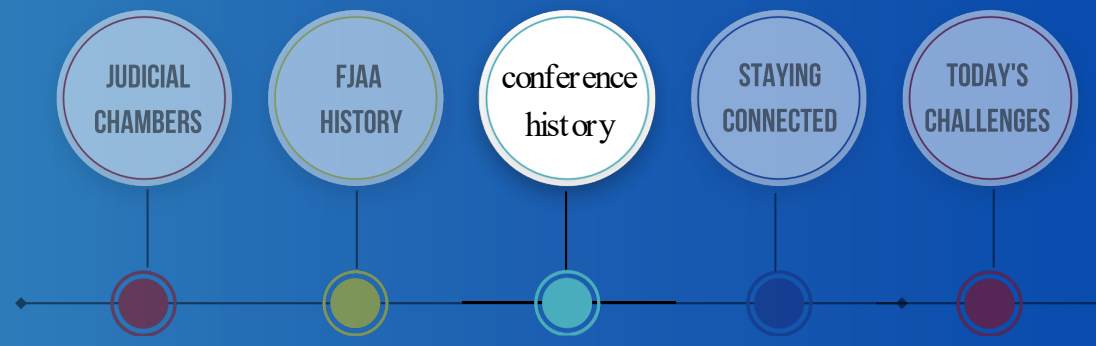 JUDICIAL
CHAMBERS
FJAA
HISTORY
conference
history
STAYING
CONNECTED
TODAY'S
CHALLENGES